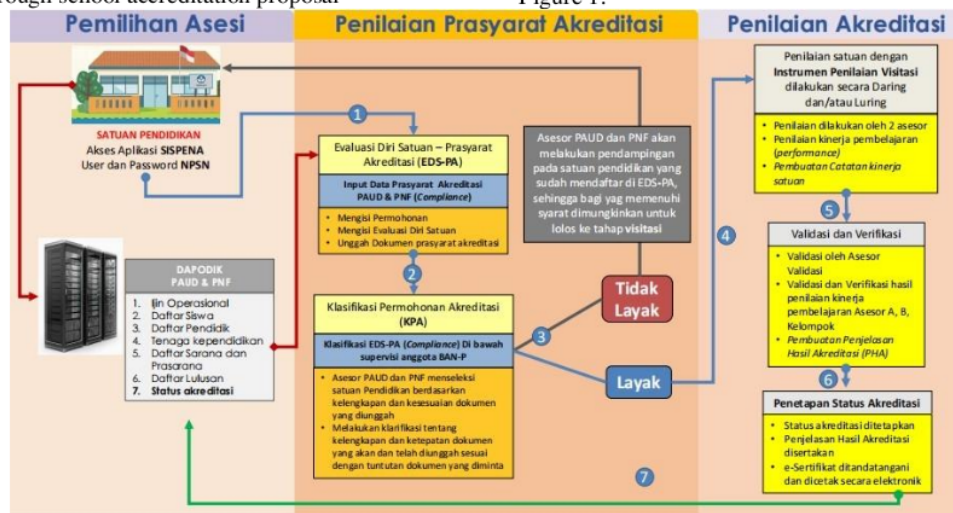 rough school accreditation proposal
Figure 1.
Pemilihan Asesi
Penilaian Prasyarat Akreditasi
Penilaian Akreditasi
SATUAN PENDIDIKAN
Akses Aplikasi SISPENA
User dan Password NPSN
DAPODIK
PAUD & PNF
1. Ijin Operasional
2. Daftar Siswa
3. Daftar Pendidik
4. Tenaga kependidikan
5. Daftar Sarana dan
Prasarana
6. Daftar Lulusan
7. Status akreditasi
1
Evaluasi Diri Satuan – Prasyarat
Akreditasi (EDS-PA)
Input Data Prasyarat Akreditasi
PAUD & PNF (Compliance)
• Mengisi Permohonan
• Mengisi Evaluasi Diri Satuan
• Unggah Dokumen prasyarat akreditasi
2
Klasifikasi Permohonan Akreditasi
(KPA)
Klasifikasi EDS-PA (Compliance) Di bawah
supervisi anggota BAN-P
• Asesor PAUD dan PNF menseleksi
satuan Pendidikan berdasarkan
kelengkapan dan kesesuaian dokumen
yang diunggah
• Melakukan klarifikasi tentang
kelengkapan dan ketepatan dokumen
yang akan dan telah diunggah sesuai
dengan tuntutan dokumen yang diminta
Asesor PAUD dan PNF akan
melakukan pendampingan
pada satuan pendidikan yang
sudah mendaftar di EDS-PA,
sehingga bagi yag memenuhi
syarat dimungkinkan untuk
lolos ke tahap visitasi
3
Tidak
Layak
Layak
4
Penilaian satuan dengan
Instrumen Penilaian Visitasi
dilakukan secara Daring
dan/atau Luring
• Penilaian dilakukan oleh 2 asesor
• Penilaian kinerja pembelajaran
(performance)
• Pembuatan Catatan kinerja
satuan
5
Validasi dan Verifikasi
• Validasi oleh Asesor
Validasi
• Validasi dan Verifikasi hasil
penilaian kinerja
pembelajaran Asesor A, B,
Kelompok
• Pembuatan Penjelasan
Hasil Akreditasi (PHA)
6
Penetapan Status Akreditasi
• Status akreditasi ditetapkan
• Penjelasan Hasil Akreditasi
disertakan
• e-Sertifikat ditandatangani
dan dicetak secara elektronik
7